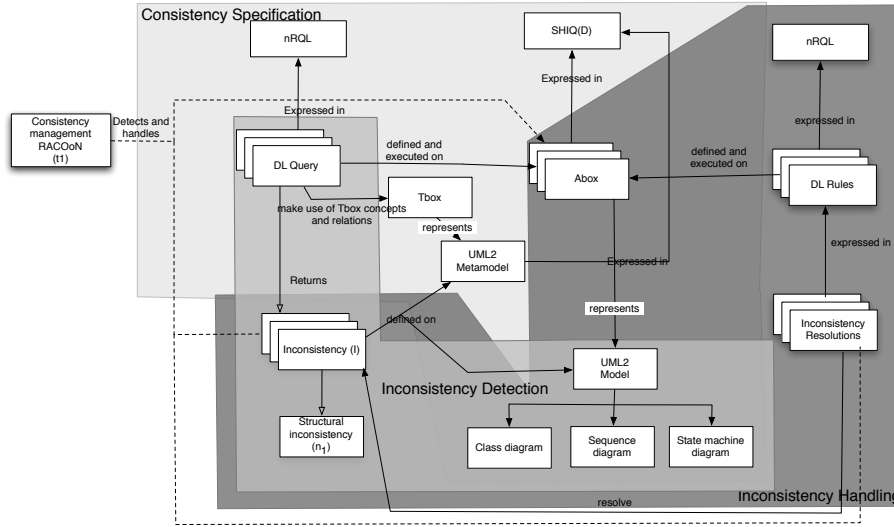 Consistency Specification
nRQL
SHIQ(D)
nRQL
Consistency
management
RACOoN
(t1)
Detects and
handles
Expressed in
Expressed in
expressed in
DL Query
defined and
executed on
Abox
defined and
executed on
DL Rules
Tbox
make use of Tbox concepts
and relations
represents
UML2
Metamodel
Expressed in
expressed in
Returns
represents
Inconsistency (I)
defined on
Inconsistency
Resolutions
UML2
Model
Inconsistency Detection
Structural
inconsistency
(n1)
Class diagram
Sequence
diagram
State machine
diagram
resolve
Inconsistency Handling